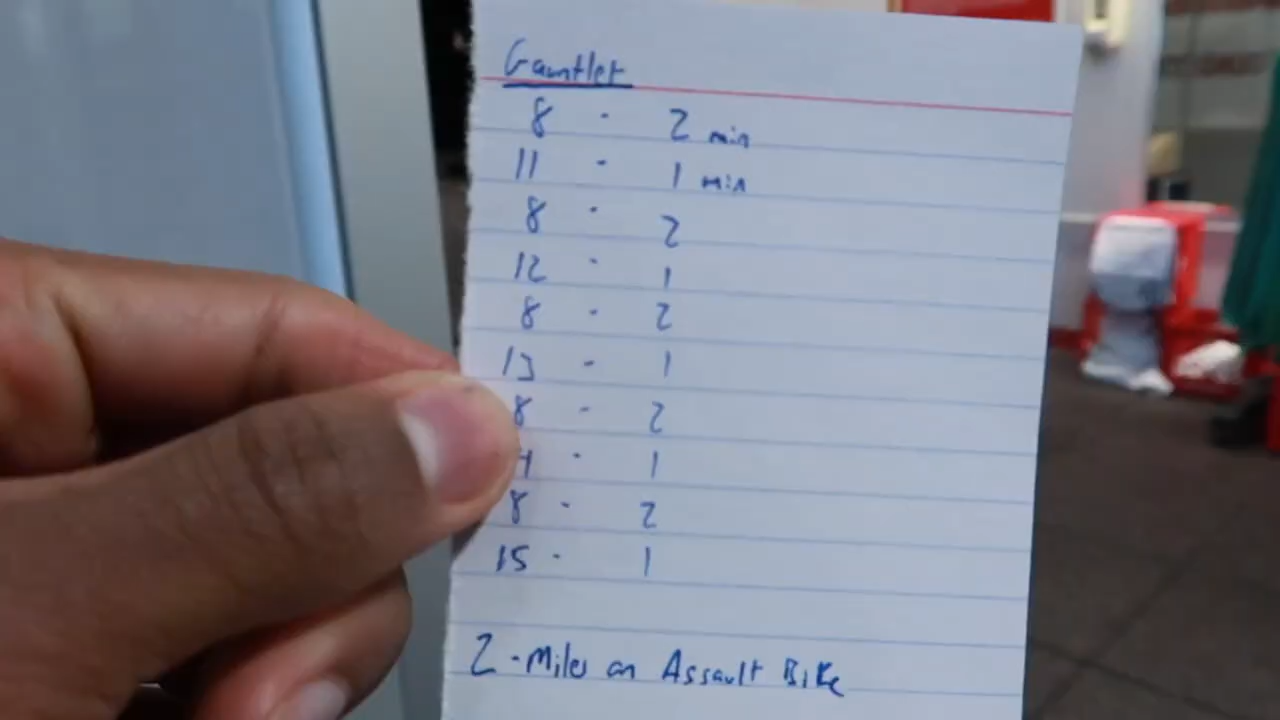 Gauntlet
8 - 2 min
11 - 1 min
8 - 2
12 - 1
8 - 2
13 - 1
8 - 2
4 - 1
8 - 2
15 - 1
2 - Miles on Assault Bike